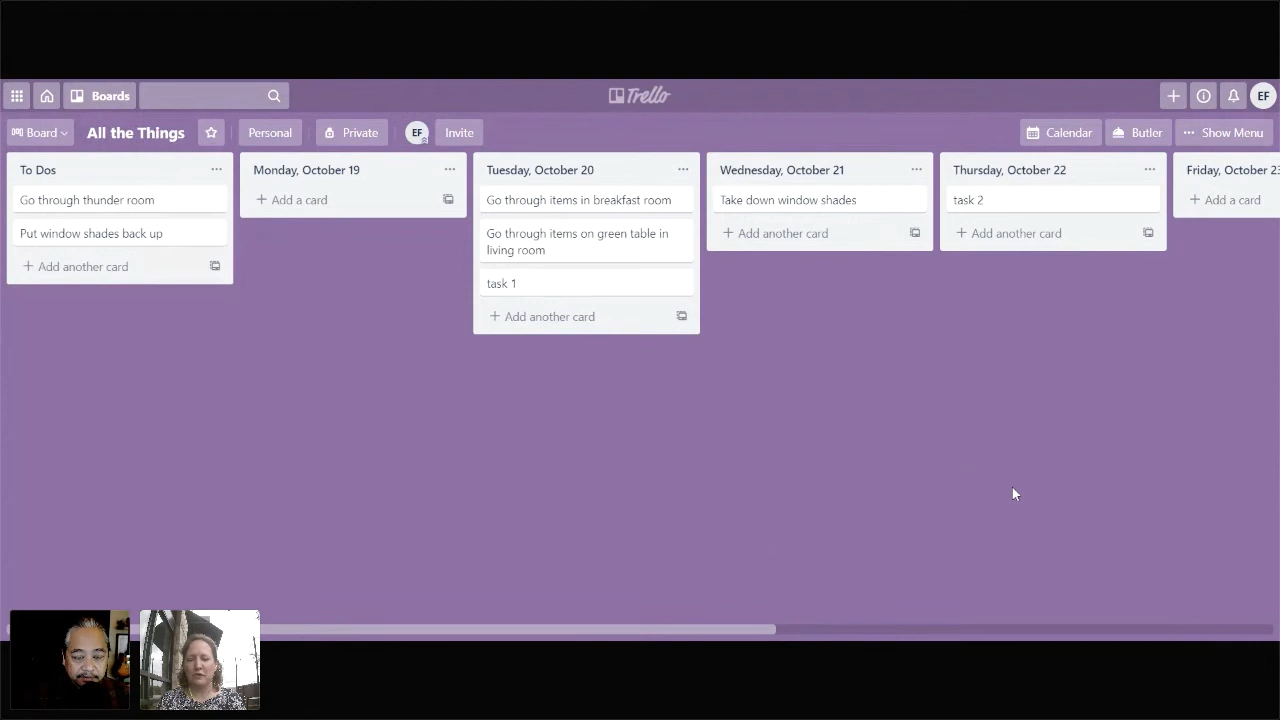 Boards
Trello
EF
Board
All the Things
Personal
Private
EF
Invite
Calendar
Butler
Show Menu
To Dos
Go through thunder room
Put window shades back up
Add another card
Monday, October 19
Add a card
Tuesday, October 20
Go through items in breakfast room
Go through items on green table in
living room
task 1
Add another card
Wednesday, October 21
Take down window shades
Add another card
Thursday, October 22
task 2
Add another card
Friday, October 23
Add a card